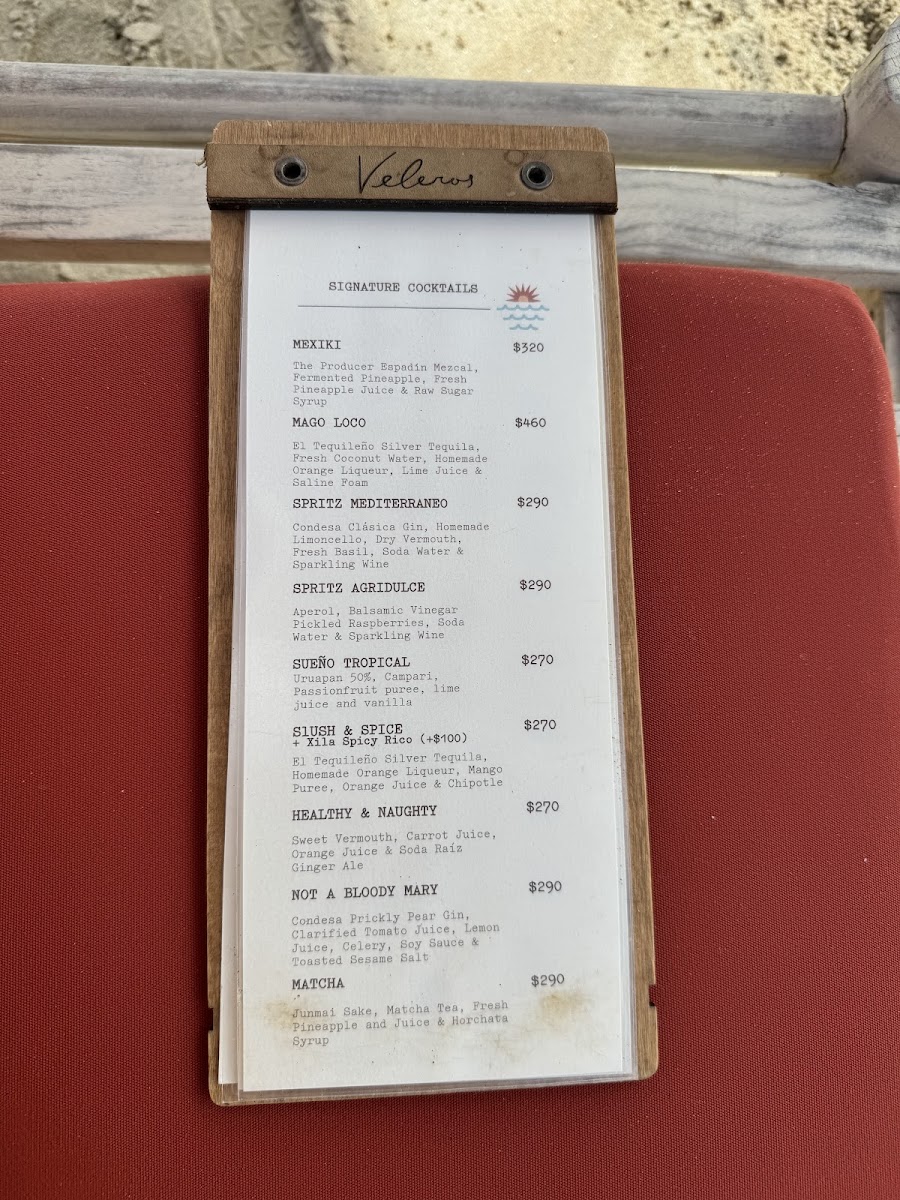 Veleros
SIGNATURE COCKTAILS
MEXIKI $320
The Producer Espadín Mezcal,
Fermented Pineapple, Fresh
Pineapple Juice & Raw Sugar
Syrup
MAGO LOCO $460
El Tequileño Silver Tequila,
Fresh Coconut Water, Homemade
Orange Liqueur, Lime Juice &
Saline Foam
SPRITZ MEDITERRANEO $290
Condesa Clásica Gin, Homemade
Limoncello, Dry Vermouth,
Fresh Basil, Soda Water &
Sparkling Wine
SPRITZ AGRIDULCE $290
Aperol, Balsamic Vinegar
Pickled Raspberries, Soda
Water & Sparkling Wine
SUEÑO TROPICAL $270
Uruapan 50%, Campari,
Passionfruit puree, lime
juice and vanilla
SlUSH & SPICE $270
+ Xila Spicy Rico (+$100)
El Tequileño Silver Tequila,
Homemade Orange Liqueur, Mango
Puree, Orange Juice & Chipotle
HEALTHY & NAUGHTY $270
Sweet Vermouth, Carrot Juice,
Orange Juice & Soda Raíz
Ginger Ale
NOT A BLOODY MARY $290
Condesa Prickly Pear Gin,
Clarified Tomato Juice, Lemon
Juice, Celery, Soy Sauce &
Toasted Sesame Salt
MATCHA $290
Junmai Sake, Matcha Tea, Fresh
Pineapple and Juice & Horchata
Syrup